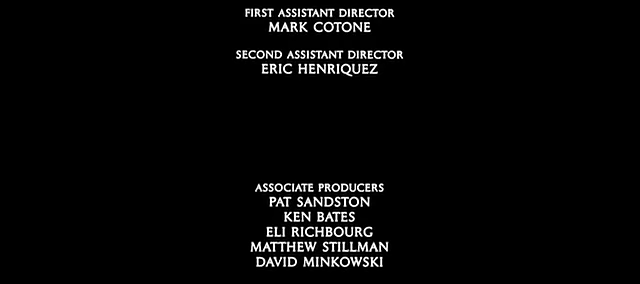 FIRST ASSISTANT DIRECTOR
MARK COTONE
SECOND ASSISTANT DIRECTOR
ERIC HENRIQUEZ
ASSOCIATE PRODUCERS
PAT SANDSTON
KEN BATES
ELI RICHBOURG
MATTHEW STILLMAN
DAVID MINKOWSKI